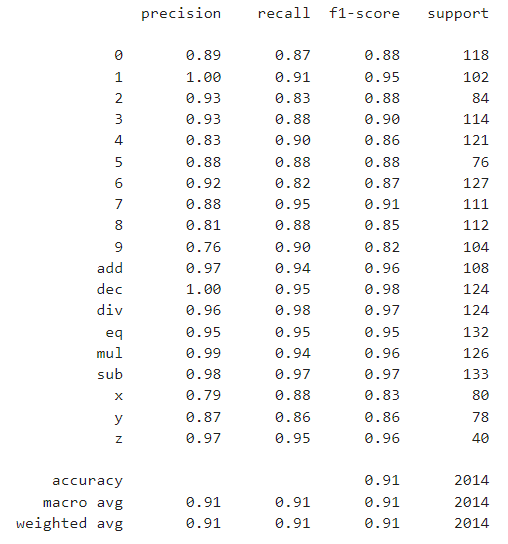 precision recall f1-score support
0 0.89 0.87 0.88 118
1 1.00 0.91 0.95 102
2 0.93 0.83 0.88 84
3 0.93 0.88 0.90 114
4 0.83 0.90 0.86 121
5 0.88 0.88 0.88 76
6 0.92 0.82 0.87 127
7 0.88 0.95 0.91 111
8 0.81 0.88 0.85 112
9 0.76 0.90 0.82 104
add 0.97 0.94 0.96 108
dec 1.00 0.95 0.98 124
div 0.96 0.98 0.97 124
eq 0.95 0.95 0.95 132
mul 0.99 0.94 0.96 126
sub 0.98 0.97 0.97 133
x 0.79 0.88 0.83 80
y 0.87 0.86 0.86 78
z 0.97 0.95 0.96 40
accuracy 0.91 2014
macro avg 0.91 0.91 0.91 2014
weighted avg 0.91 0.91 0.91 2014